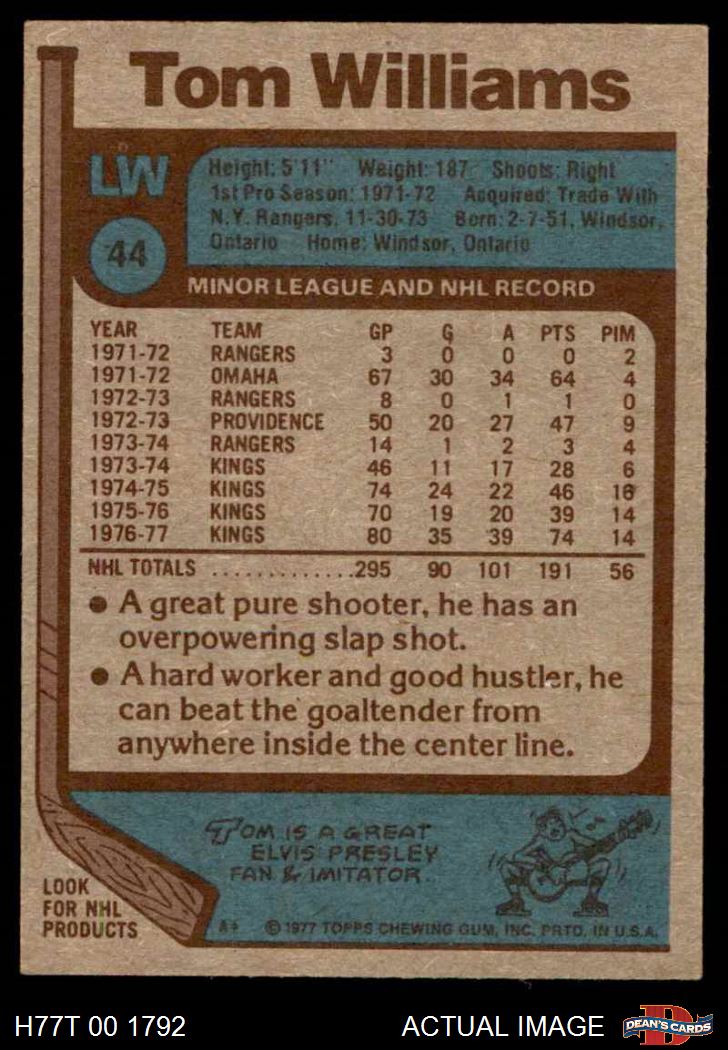 Tom Williams
LW
44
Height: 5'11" Weight: 187 Shoots: Right
1st Pro Season: 1971-72 Acquired: Trade With
N.Y. Rangers, 11-30-73 Born: 2-7-51, Windsor,
Ontario Home: Windsor, Ontario
MINOR LEAGUE AND NHL RECORD
YEAR TEAM GP G A PTS PIM
1971-72 RANGERS 3 0 0 0 2
1971-72 OMAHA 67 30 34 64 4
1972-73 RANGERS 8 0 1 1 0
1972-73 PROVIDENCE 50 20 27 47 9
1973-74 RANGERS 14 1 2 3 4
1973-74 KINGS 46 11 17 28 6
1974-75 KINGS 74 24 22 46 16
1975-76 KINGS 70 19 20 39 14
1976-77 KINGS 80 35 39 74 14
NHL TOTALS .............295 90 101 191 56
● A great pure shooter, he has an
overpowering slap shot.
● A hard worker and good hustler, he
can beat the goaltender from
anywhere inside the center line.
TOM IS A GREAT
ELVIS PRESLEY
FAN & IMITATOR.
LOOK
FOR NHL
PRODUCTS
A+ © 1977 TOPPS CHEWING GUM, INC. PRTD. IN U.S.A.
H77T 00 1792 ACTUAL IMAGE
D
DEAN'S CARDS